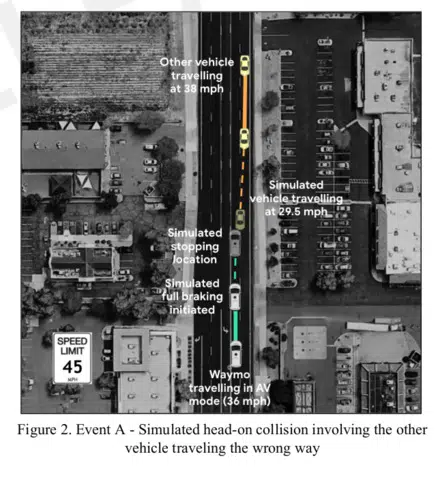 Other vehicle
travelling
at 38 mph
Simulated
vehicle travelling
at 29.5 mph
Simulated
stopping
location
Simulated
full braking
initiated
SPEED
LIMIT
45
MPH
Waymo
travelling in AV
mode (36 mph)
Figure 2. Event A - Simulated head-on collision involving the other
vehicle traveling the wrong way